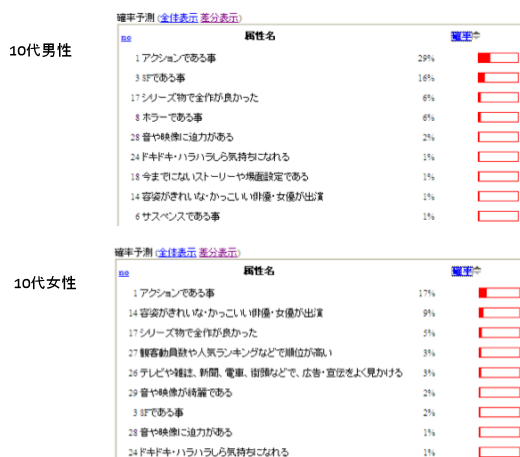 確率予測 (全体表示 差分表示)
no 属性名 確率
10代男性
1 アクションである事 29%
3 SFである事 16%
17 シリーズ物で全作が良かった 6%
8 ホラーである事 6%
28 音や映像に迫力がある 2%
24 ドキドキ・ハラハラしら気持ちになれる 1%
18 今までにないストーリーや場面設定である 1%
14 容姿がきれいな・かっこいい俳優・女優が出演 1%
6 サスペンスである事 1%
確率予測 (全体表示 差分表示)
no 属性名 確率
10代女性
1 アクションである事 17%
14 容姿がきれいな・かっこいい俳優・女優が出演 9%
17 シリーズ物で全作が良かった 5%
27 観客動員数や人気ランキングなどで順位が高い 3%
26 テレビや雑誌、新聞、電車、街頭などで、広告・宣伝をよく見かける 3%
29 音や映像が綺麗である 2%
3 SFである事 2%
28 音や映像に迫力がある 1%
24 ドキドキ・ハラハラしら気持ちになれる 1%